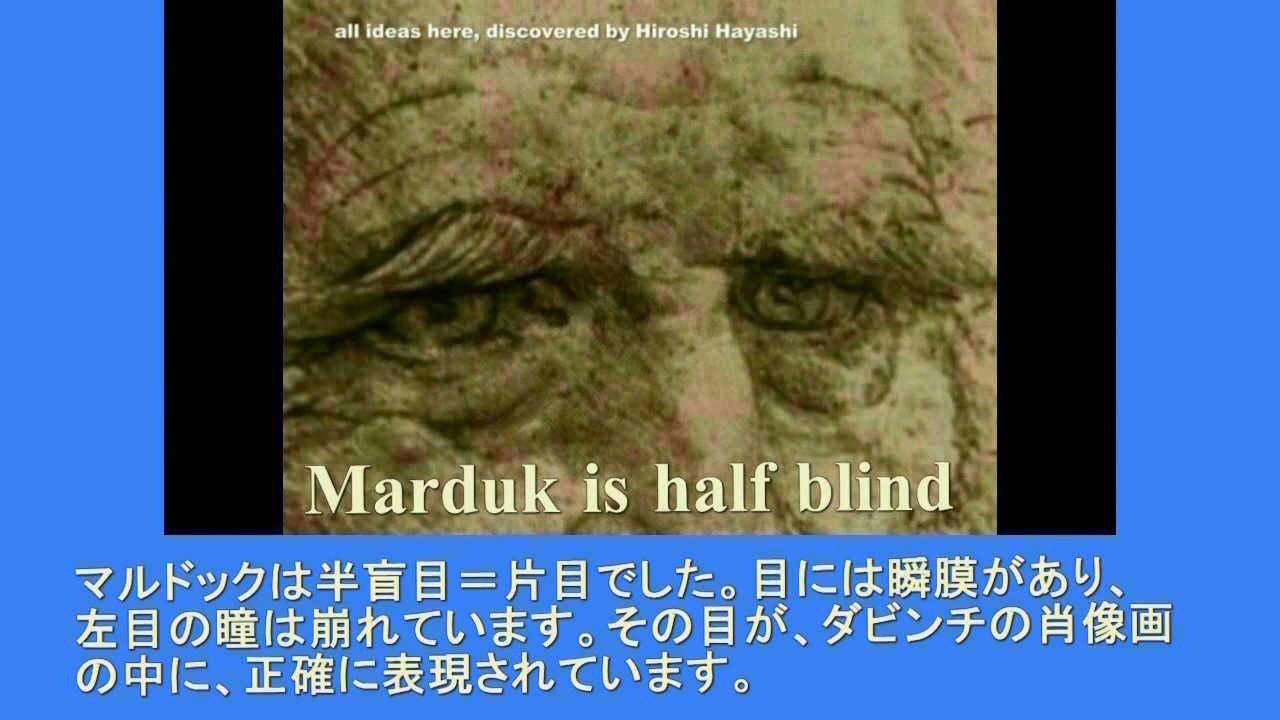 all ideas here, discovered by Hiroshi Hayashi
Marduk is half blind
マルドックは半盲目＝片目でした。目には瞬膜があり、
左目の瞳は崩れています。その目が、ダビンチの肖像画
の中に、正確に表現されています。